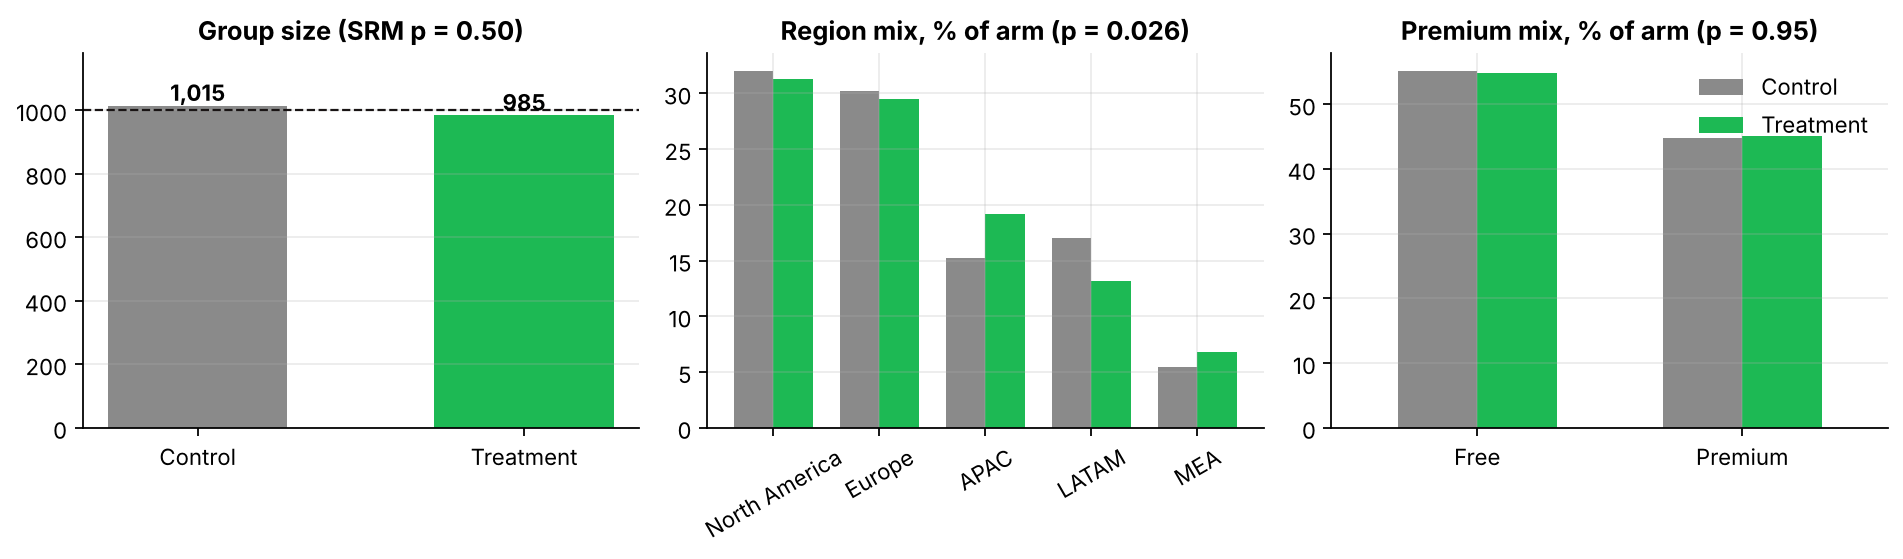 Group size (SRM p = 0.50)
1,015
985
1000
800
600
400
200
0
Control
Treatment
Region mix, % of arm (p = 0.026)
30
25
20
15
10
5
0
North America
Europe
APAC
LATAM
MEA
Premium mix, % of arm (p = 0.95)
Control
Treatment
50
40
30
20
10
0
Free
Premium